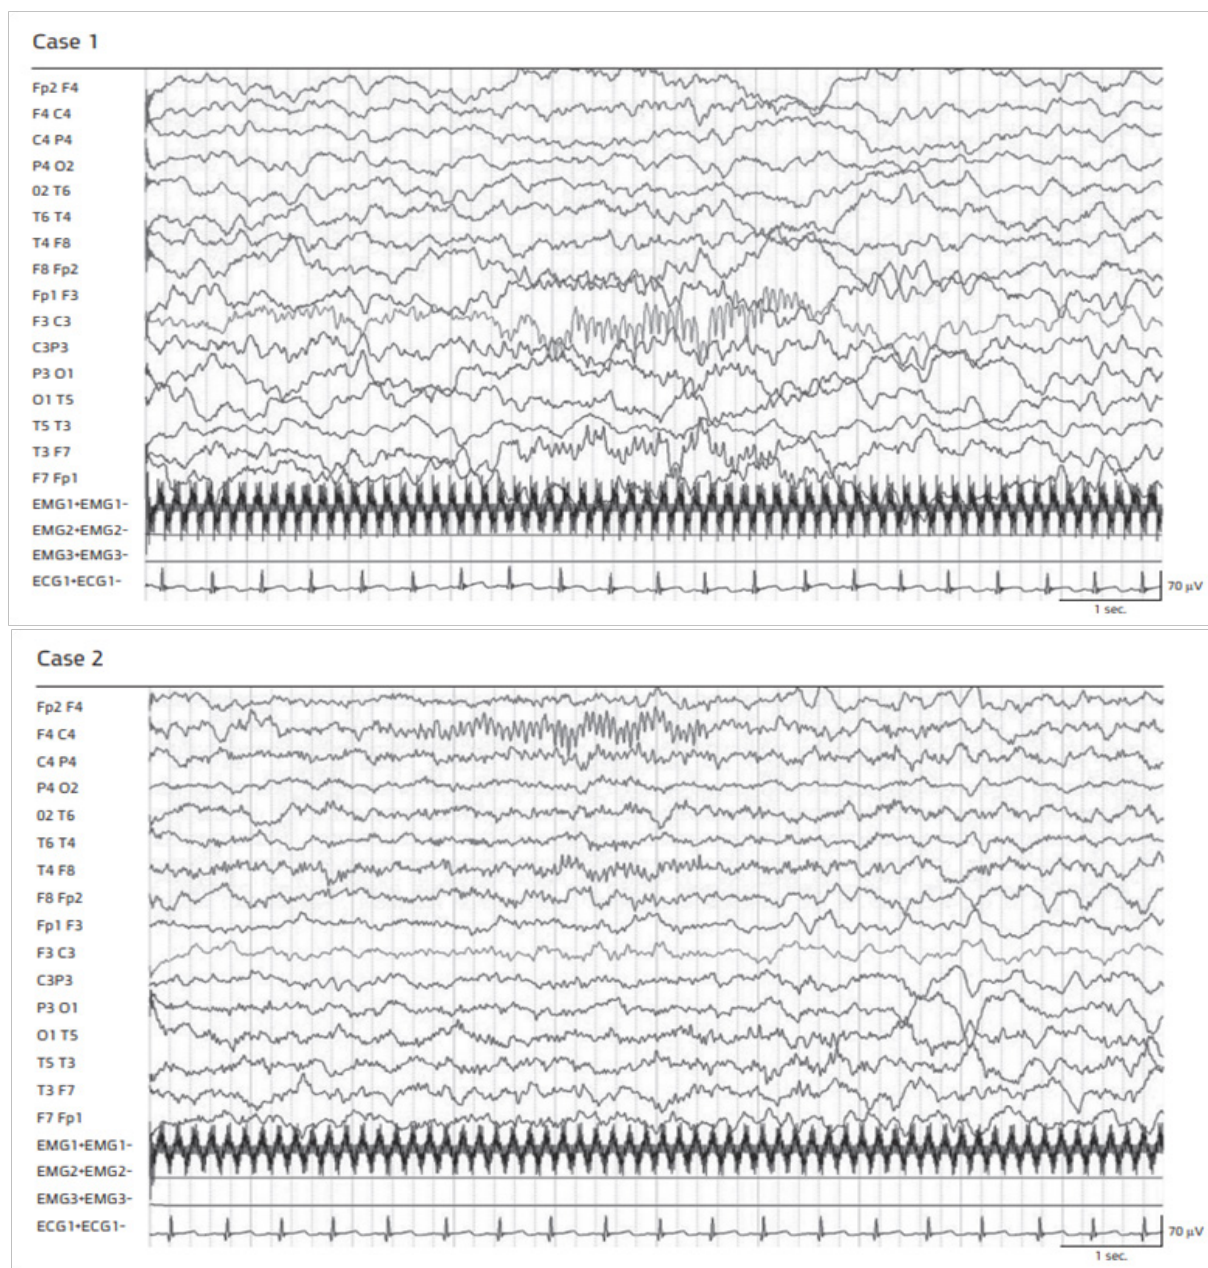 Case 1
Fp2 F4
F4 C4
C4 P4
P4 O2
02 T6
T6 T4
T4 F8
F8 Fp2
Fp1 F3
F3 C3
C3P3
P3 O1
O1 T5
T5 T3
T3 F7
F7 Fp1
EMG1+EMG1-
EMG2+EMG2-
EMG3+EMG3-
ECG1+ECG1-
70 µV
1 sec.
Case 2
Fp2 F4
F4 C4
C4 P4
P4 O2
02 T6
T6 T4
T4 F8
F8 Fp2
Fp1 F3
F3 C3
C3P3
P3 O1
O1 T5
T5 T3
T3 F7
F7 Fp1
EMG1+EMG1-
EMG2+EMG2-
EMG3+EMG3-
ECG1+ECG1-
70 µV
1 sec.